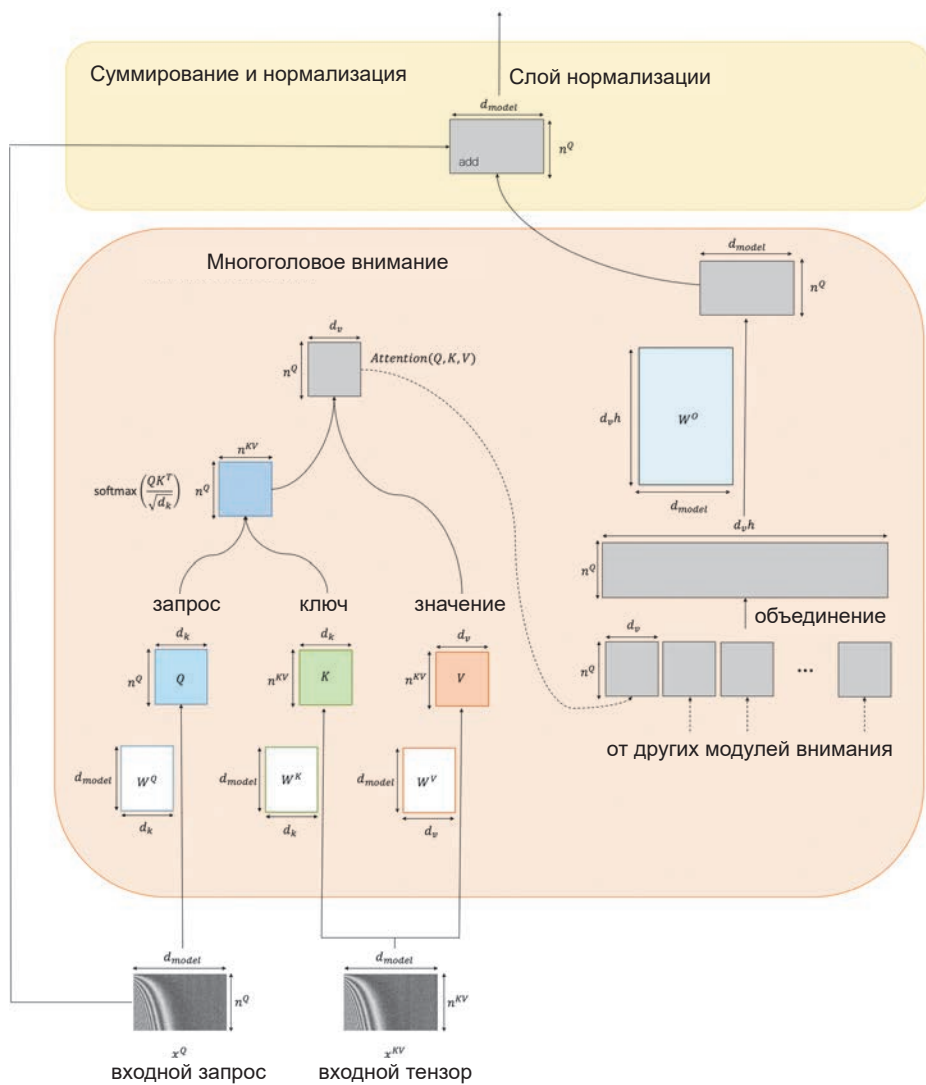 Суммирование и нормализация
Слой нормализации
d_model
n^Q
add
Многоголовое внимание
d_model
n^Q
d_v
n^Q
Attention(Q, K, V)
d_v h
W^O
d_model
n^KV
softmax(QK^T/√d_k)
n^Q
d_v h
n^Q
объединение
запрос
ключ
значение
d_k
d_k
d_v
n^Q
Q
n^KV
K
n^KV
V
d_v
n^Q
...
от других модулей внимания
d_model
W^Q
d_k
d_model
W^K
d_k
d_model
W^V
d_v
d_model
n^Q
d_model
n^KV
x^Q
входной запрос
x^KV
входной тензор